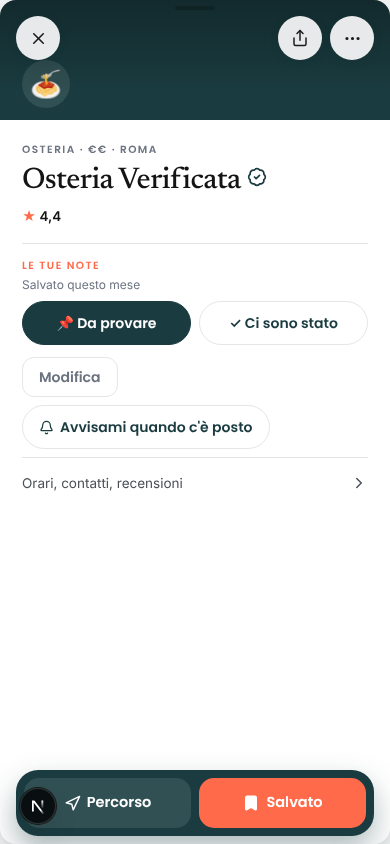 OSTERIA · €€ · ROMA
Osteria Verificata
★ 4,4
LE TUE NOTE
Salvato questo mese
📌 Da provare
✓ Ci sono stato
Modifica
Avvisami quando c'è posto
Orari, contatti, recensioni
N
Percorso
Salvato